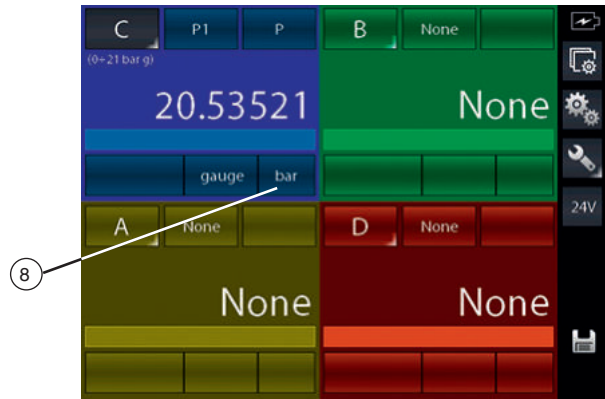 C P1 P
(0÷21 bar g)
20.53521
gauge bar
B None
None
A None
None
D None
None
24V
8